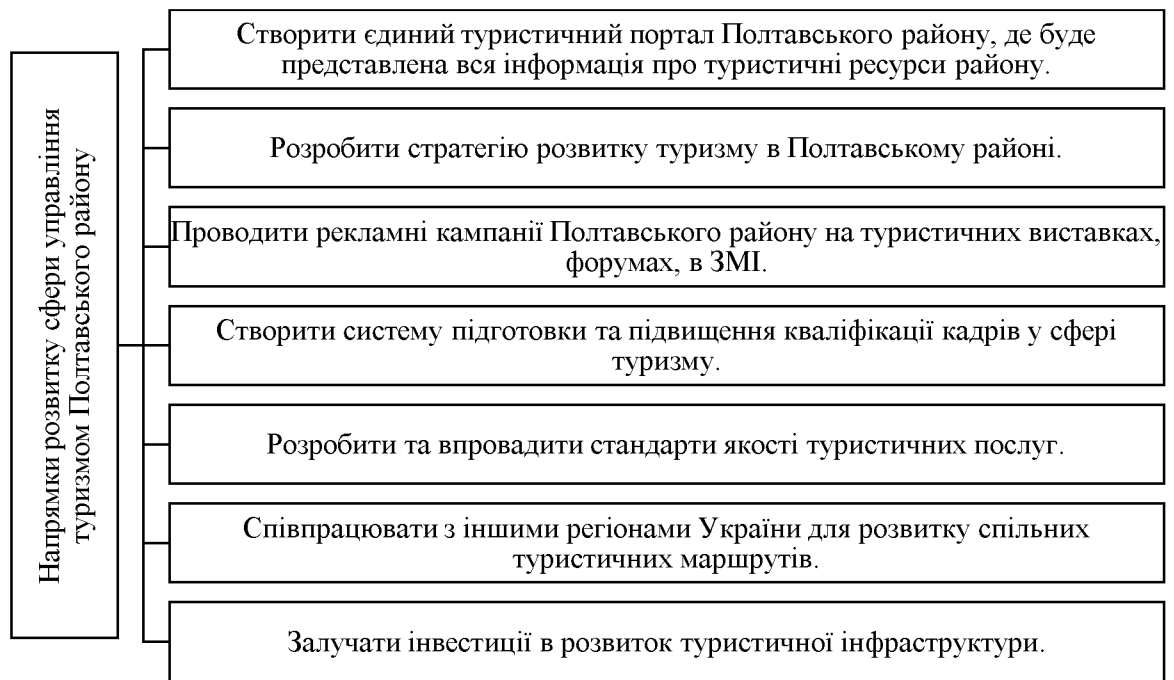 Напрямки розвитку сфери управління
туризмом Полтавського району
Створити єдиний туристичний портал Полтавського району, де буде
представлена вся інформація про туристичні ресурси району.
Розробити стратегію розвитку туризму в Полтавському районі.
Проводити рекламні кампанії Полтавського району на туристичних виставках,
форумах, в ЗМІ.
Створити систему підготовки та підвищення кваліфікації кадрів у сфері
туризму.
Розробити та впровадити стандарти якості туристичних послуг.
Співпрацювати з іншими регіонами України для розвитку спільних
туристичних маршрутів.
Залучати інвестиції в розвиток туристичної інфраструктури.